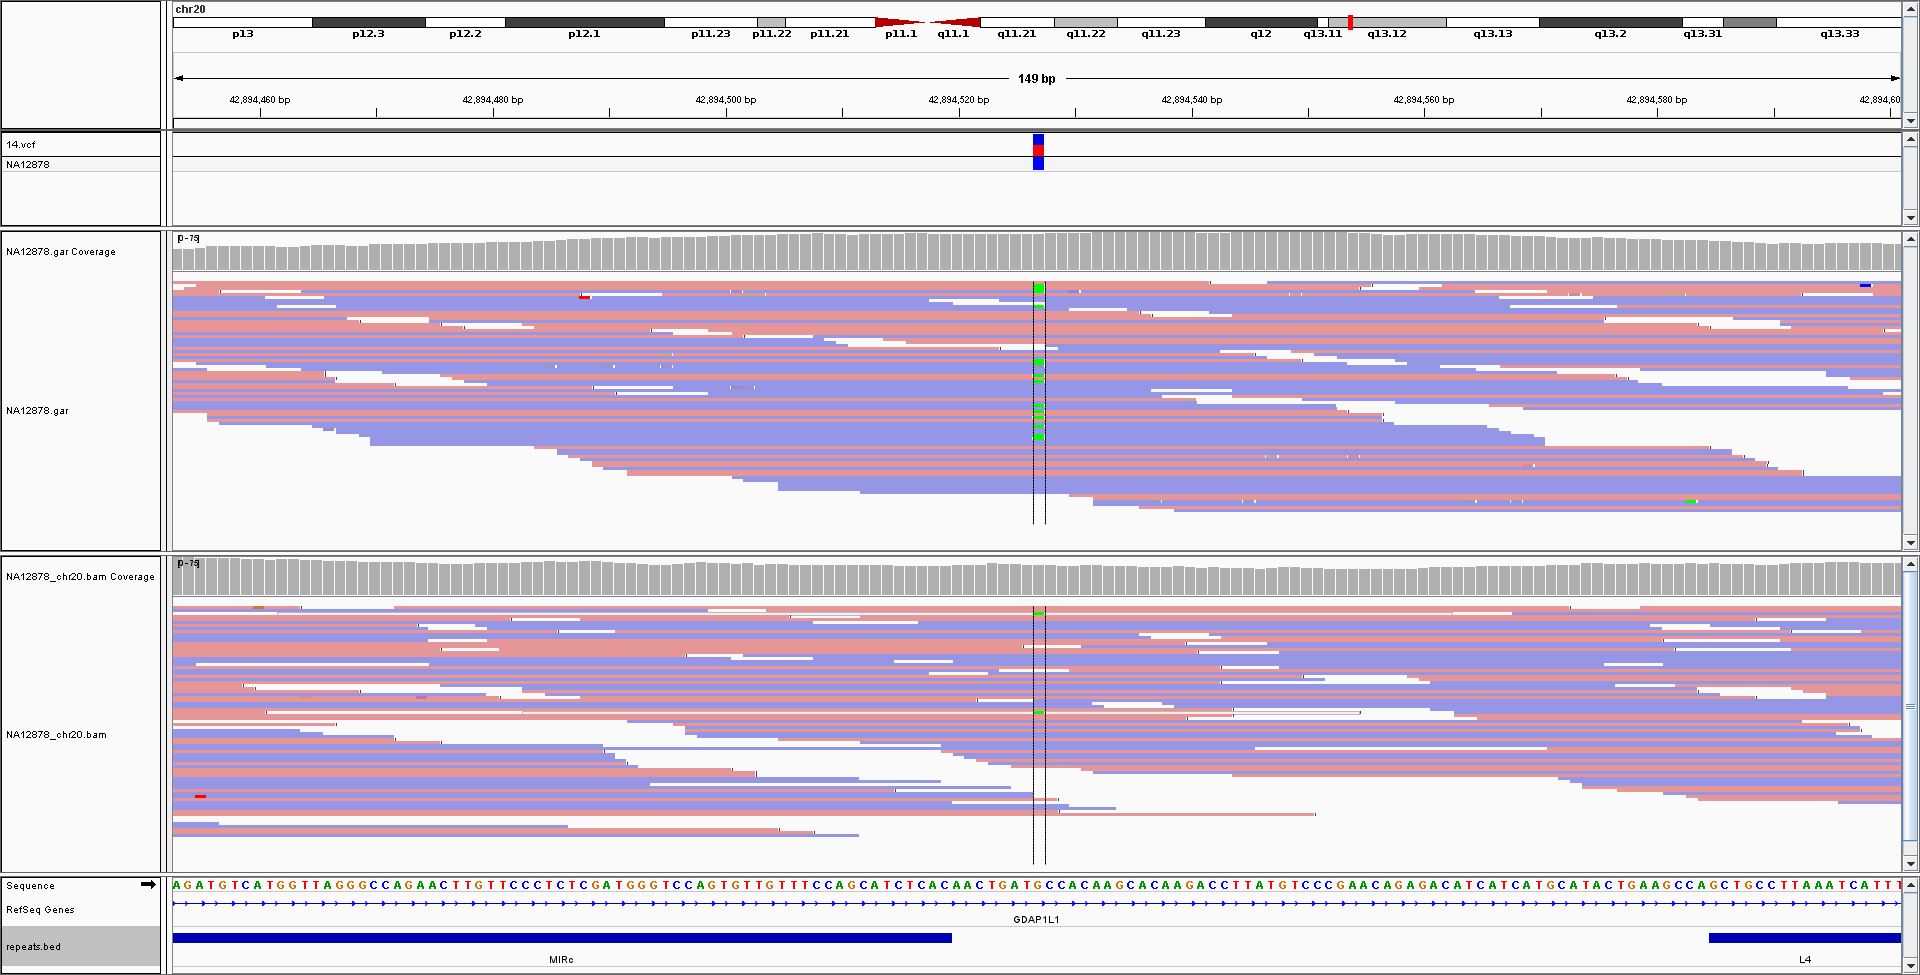 chr20
p13 p12.3 p12.2 p12.1 p11.23 p11.22 p11.21 p11.1 q11.1 q11.21 q11.22 q11.23 q12 q13.11 q13.12 q13.13 q13.2 q13.31 q13.33
149 bp
42,894,460 bp 42,894,480 bp 42,894,500 bp 42,894,520 bp 42,894,540 bp 42,894,560 bp 42,894,580 bp 42,894,60
14.vcf
NA12878
NA12878.gar Coverage [0-75]
NA12878.gar
NA12878_chr20.bam Coverage [0-75]
NA12878_chr20.bam
Sequence AGATGTCATGGTTAGGGCCAGAACTTGTTCCCTCTCGATGGGTCCAGTGTTGTTTCCAGCATCTCACAACTGATGCCACAAGCACAAGACCTTATGTCCCGAACAGAGACATCATCATGCATACTGAAGCCAGCTGCCTTAAATCATTT
RefSeq Genes
GDAP1L1
repeats.bed
MIRc L4